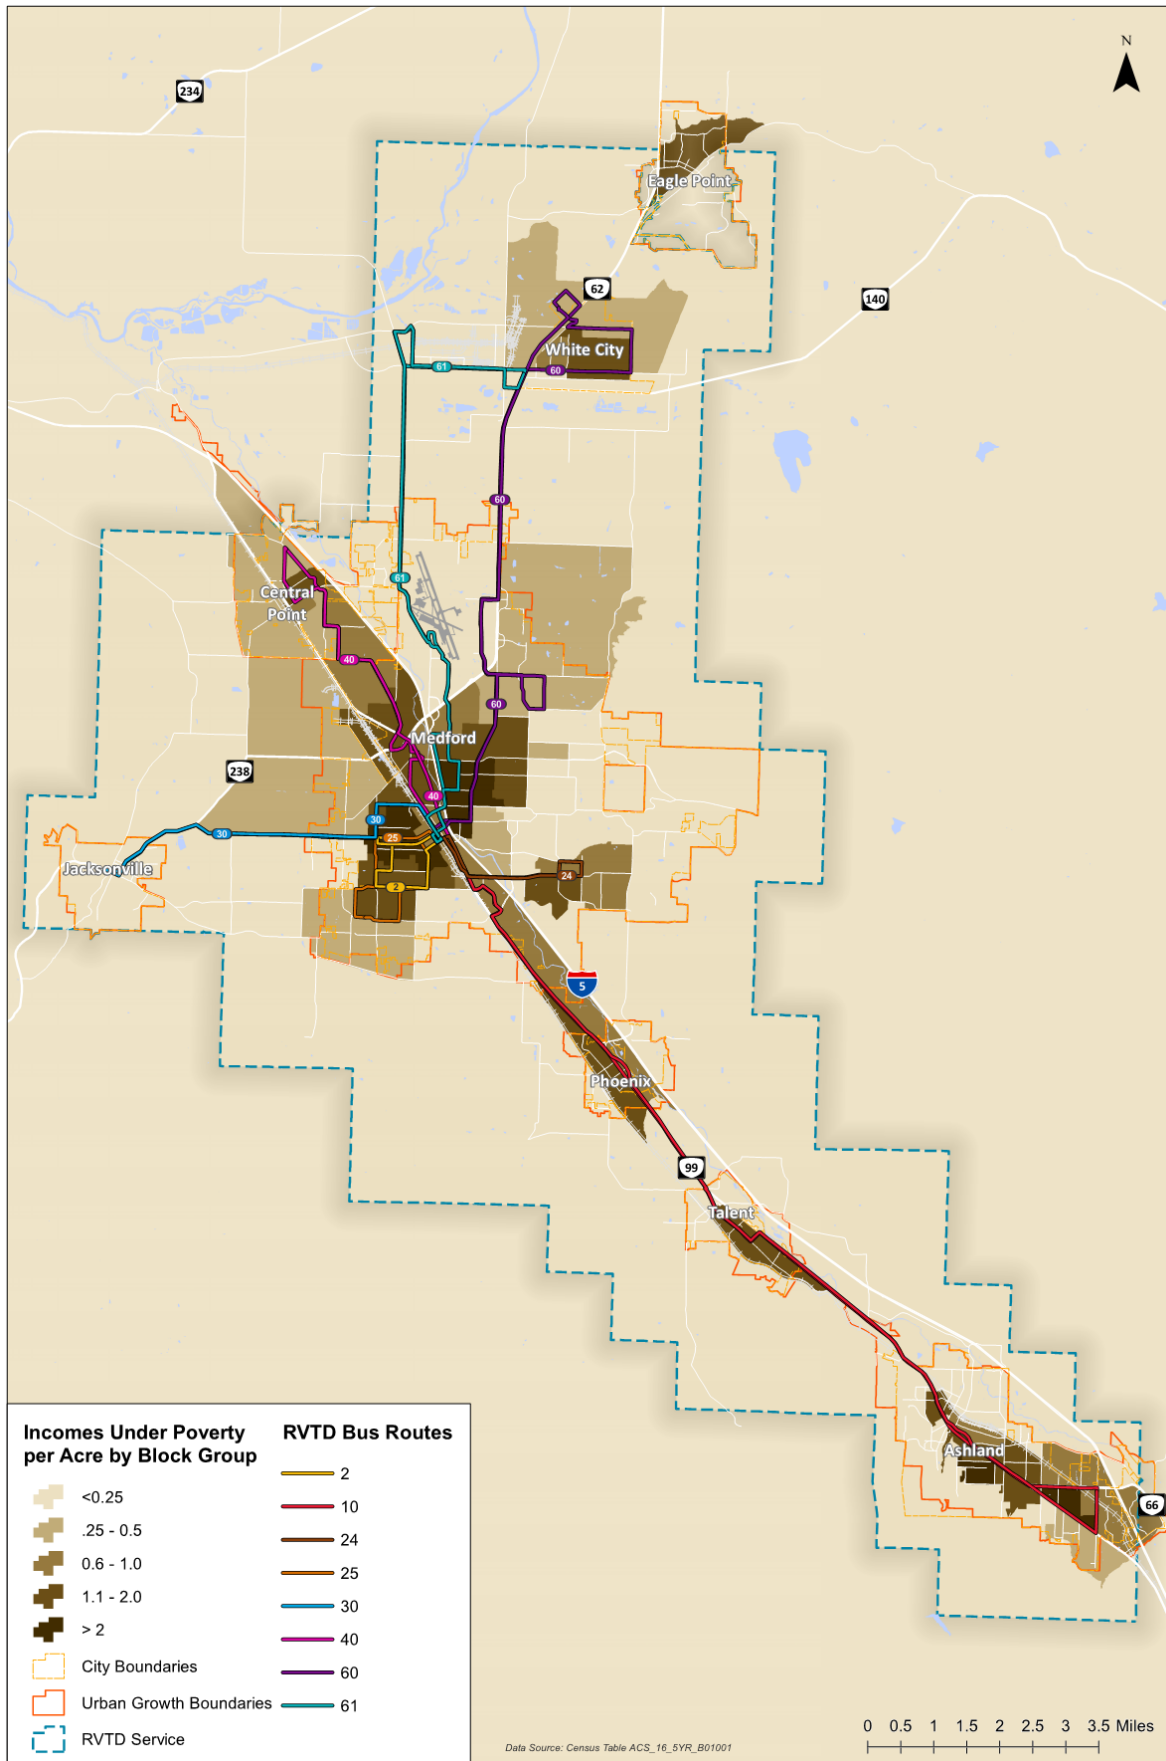 N
234
Eagle Point
62
140
White City
61
60
60
61
Central
Point
40
60
Medford
238
40
30
30
25
Jacksonville
24
2
5
Phoenix
99
Talent
Ashland
66
Incomes Under Poverty
per Acre by Block Group
<0.25
.25 - 0.5
0.6 - 1.0
1.1 - 2.0
> 2
City Boundaries
Urban Growth Boundaries
RVTD Service
RVTD Bus Routes
2
10
24
25
30
40
60
61
0 0.5 1 1.5 2 2.5 3 3.5 Miles
Data Source: Census Table ACS_16_5YR_B01001